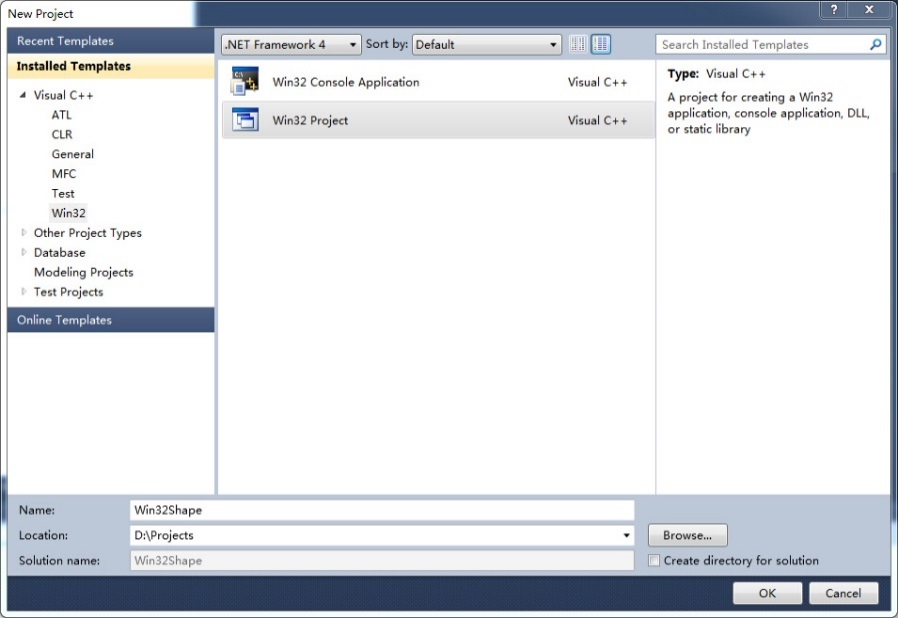 New Project
Recent Templates
Installed Templates
Visual C++
ATL
CLR
General
MFC
Test
Win32
Other Project Types
Database
Modeling Projects
Test Projects
Online Templates
.NET Framework 4 Sort by: Default
Win32 Console Application Visual C++
Win32 Project Visual C++
Search Installed Templates
Type: Visual C++
A project for creating a Win32
application, console application, DLL,
or static library
Name: Win32Shape
Location: D:\Projects Browse...
Solution name: Win32Shape Create directory for solution
OK Cancel